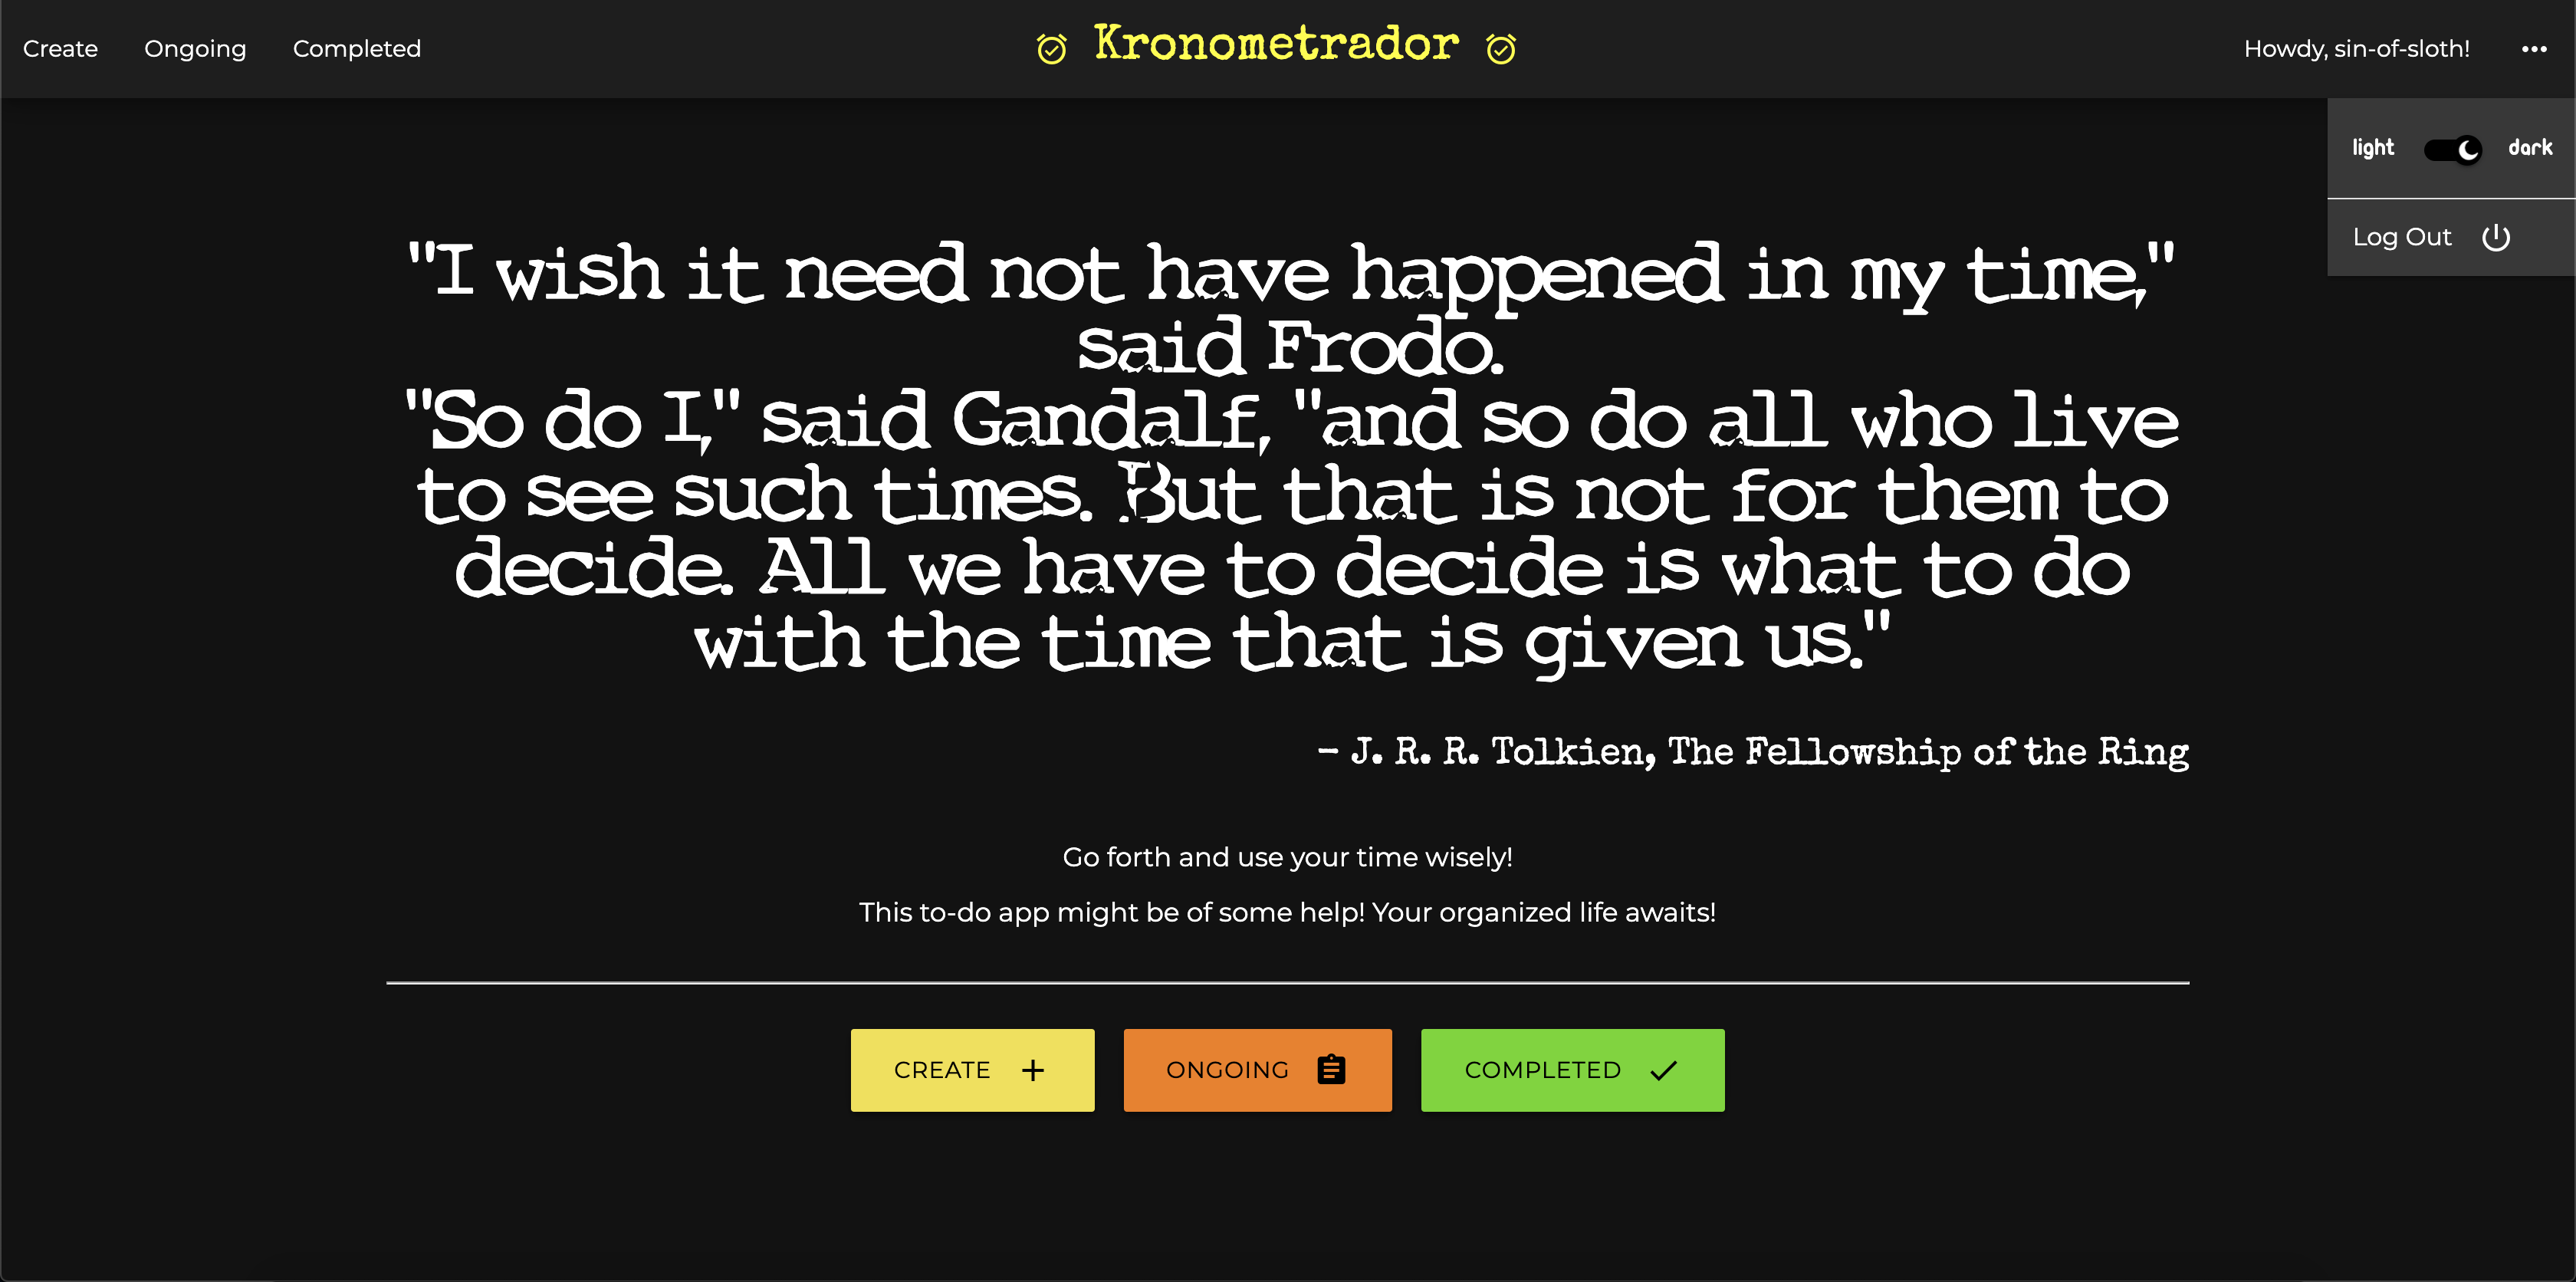 Create Ongoing Completed
Kronometrador
Howdy, sin-of-sloth!
light dark
Log Out
"I wish it need not have happened in my time,"
said Frodo.
"So do I," said Gandalf, "and so do all who live
to see such times. But that is not for them to
decide. All we have to decide is what to do
with the time that is given us."
- J. R. R. Tolkien, The Fellowship of the Ring
Go forth and use your time wisely!
This to-do app might be of some help! Your organized life awaits!
CREATE
ONGOING
COMPLETED